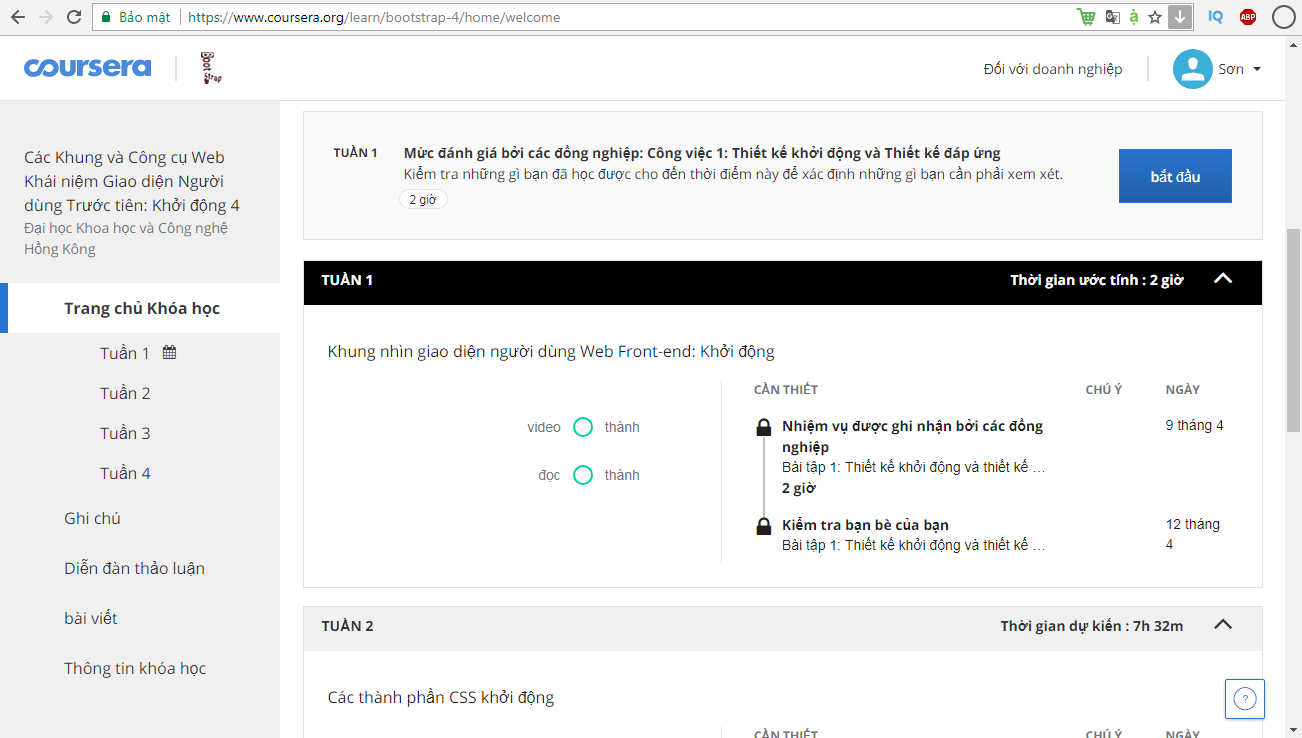 Bảo mật
https://www.coursera.org/learn/bootstrap-4/home/welcome
IQ
ABP
coursera
Boot
Strap
Đối với doanh nghiệp
Sơn
Các Khung và Công cụ Web
Khái niệm Giao diện Người
dùng Trước tiên: Khởi động 4
Đại học Khoa học và Công nghệ
Hồng Kông
Trang chủ Khóa học
Tuần 1
Tuần 2
Tuần 3
Tuần 4
Ghi chú
Diễn đàn thảo luận
bài viết
Thông tin khóa học
TUẦN 1
Mức đánh giá bởi các đồng nghiệp: Công việc 1: Thiết kế khởi động và Thiết kế đáp ứng
Kiểm tra những gì bạn đã học được cho đến thời điểm này để xác định những gì bạn cần phải xem xét.
2 giờ
bắt đầu
TUẦN 1
Thời gian ước tính : 2 giờ
Khung nhìn giao diện người dùng Web Front-end: Khởi động
video
thành
đọc
thành
CẦN THIẾT
CHÚ Ý
NGÀY
Nhiệm vụ được ghi nhận bởi các đồng
nghiệp
Bài tập 1: Thiết kế khởi động và thiết kế ...
2 giờ
9 tháng 4
Kiểm tra bạn bè của bạn
Bài tập 1: Thiết kế khởi động và thiết kế ...
12 tháng
4
TUẦN 2
Thời gian dự kiến : 7h 32m
Các thành phần CSS khởi động
CẦN THIẾT
CHÚ Ý
NGÀY
?